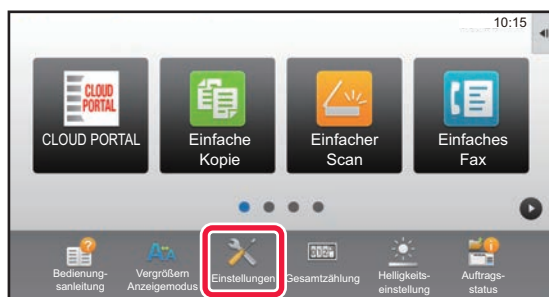 10:15
CLOUD
PORTAL
CLOUD PORTAL
Einfache
Kopie
Einfacher
Scan
Einfaches
Fax
Bedienung-
sanleitung
Vergrößern
Anzeigemodus
Einstellungen
Gesamtzählung
Helligkeits-
einstellung
Auftrags-
status